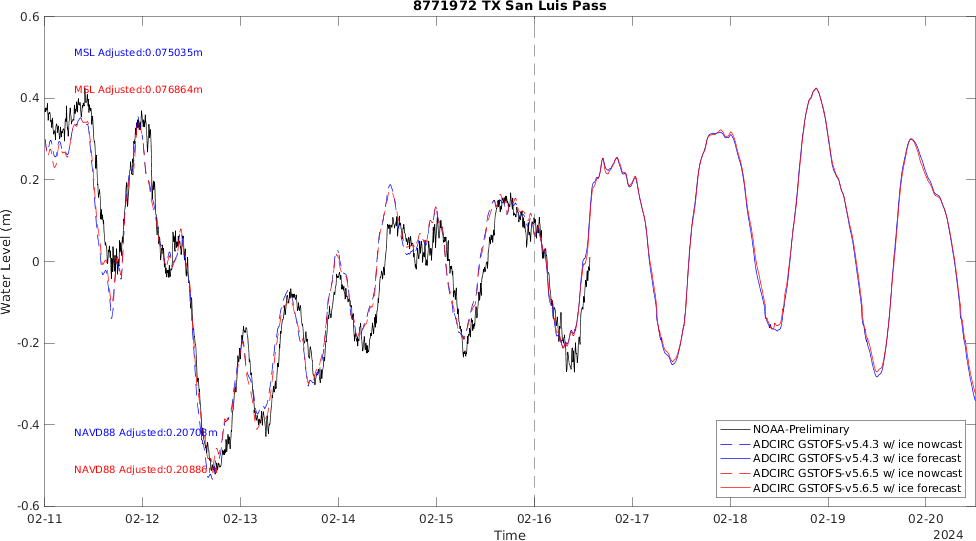 8771972 TX San Luis Pass
0.6
MSL Adjusted:0.075035m
MSL Adjusted:0.076864m
0.4
0.2
0
-0.2
-0.4
-0.6
Water Level (m)
NAVD88 Adjusted:0.20703m
NAVD88 Adjusted:0.20886
NOAA-Preliminary
ADCIRC GSTOFS-v5.4.3 w/ ice nowcast
ADCIRC GSTOFS-v5.4.3 w/ ice forecast
ADCIRC GSTOFS-v5.6.5 w/ ice nowcast
ADCIRC GSTOFS-v5.6.5 w/ ice forecast
02-11 02-12 02-13 02-14 02-15 02-16 02-17 02-18 02-19 02-20
Time
2024